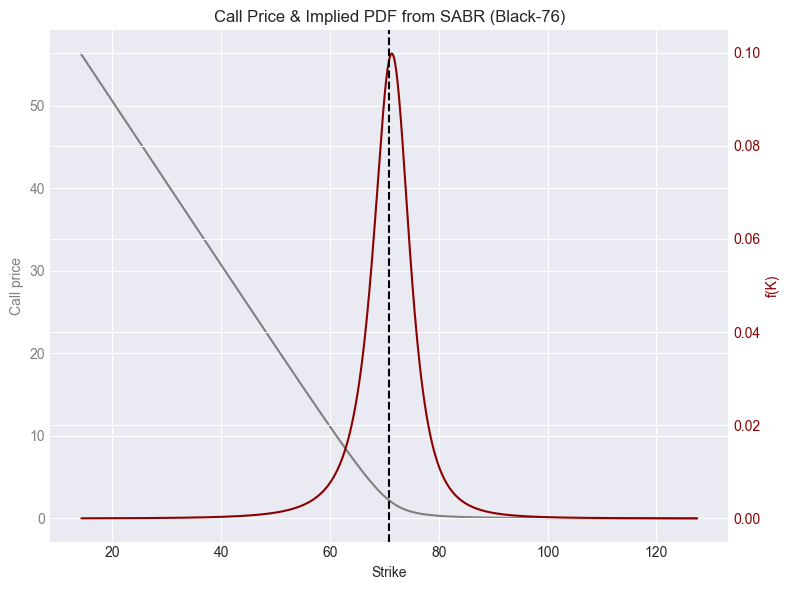 Call Price & Implied PDF from SABR (Black-76)
Call price
50
40
30
20
10
0
0.10
0.08
0.06
0.04
0.02
0.00
f(K)
20 40 60 80 100 120
Strike